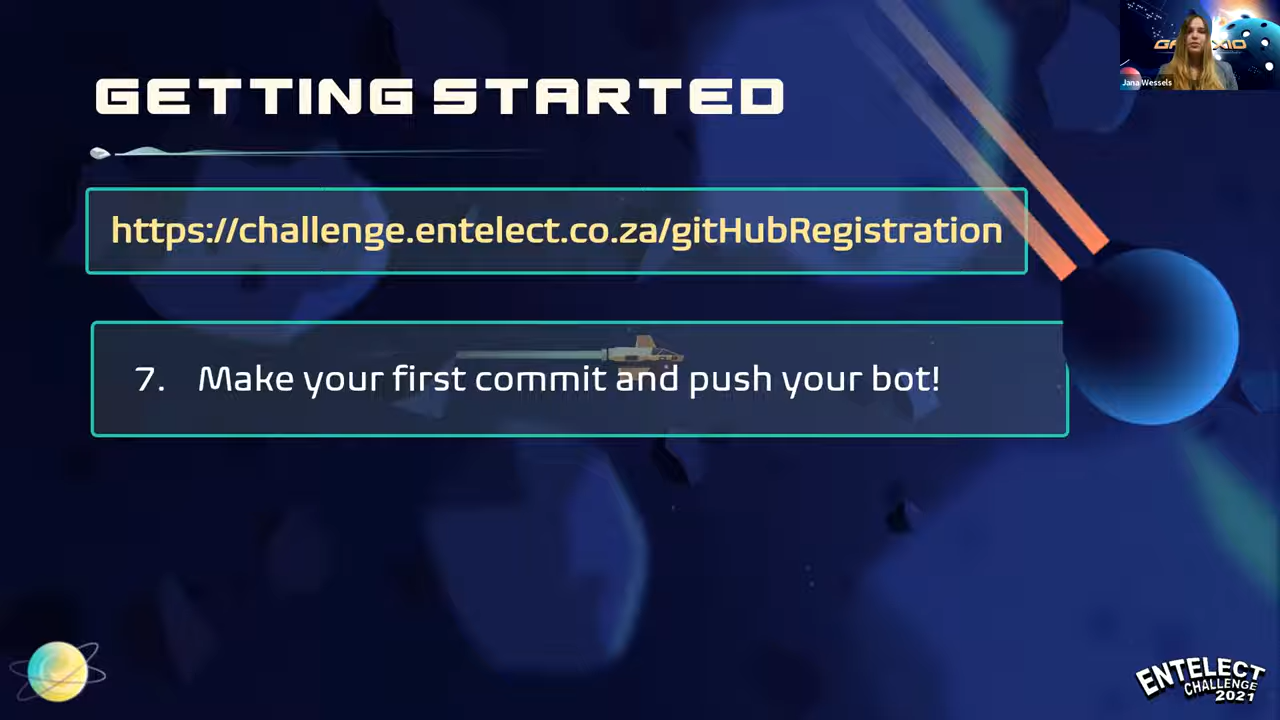 GETTING STARTED
https://challenge.entelect.co.za/gitHubRegistration
7. Make your first commit and push your bot!
Jana Wessels
ENTELECT
CHALLENGE
2021